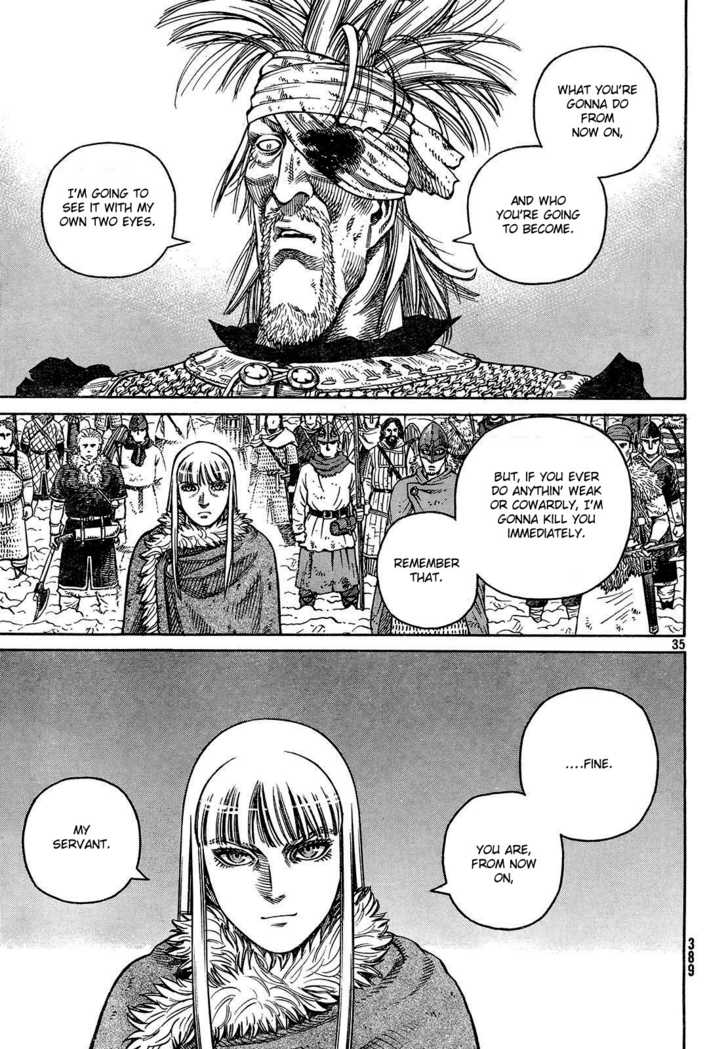 WHAT YOU'RE
GONNA DO
FROM
NOW ON,
AND WHO
YOU'RE GOING
TO BECOME.
I'M GOING TO
SEE IT WITH MY
OWN TWO EYES.
BUT, IF YOU EVER
DO ANYTHIN' WEAK
OR COWARDLY, I'M
GONNA KILL YOU
IMMEDIATELY.
REMEMBER
THAT.
35
....FINE.
YOU ARE,
FROM NOW
ON,
MY
SERVANT.
389